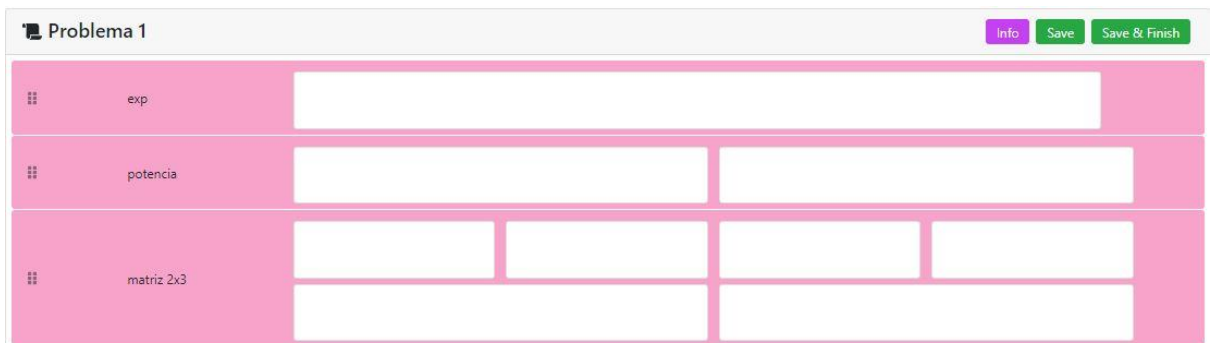 Problema 1
Info Save Save & Finish
exp
potencia
matriz 2x3